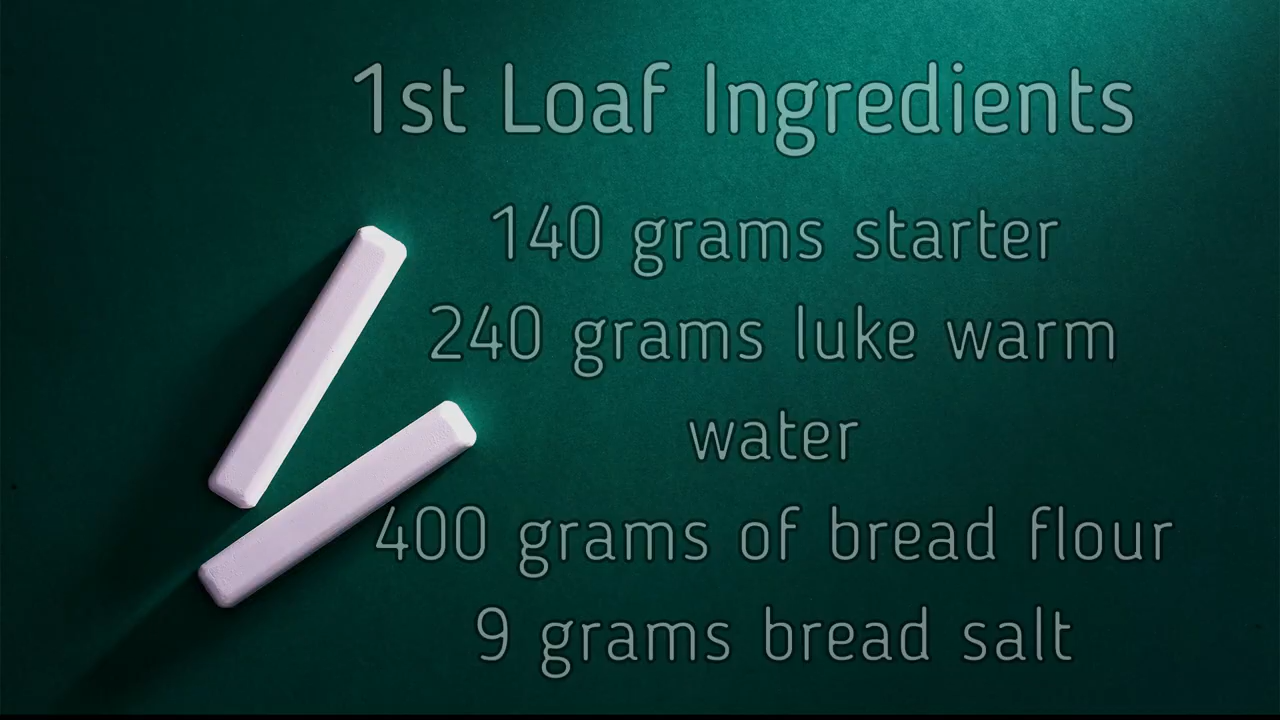 1st Loaf Ingredients
140 grams starter
240 grams luke warm
water
400 grams of bread flour
9 grams bread salt